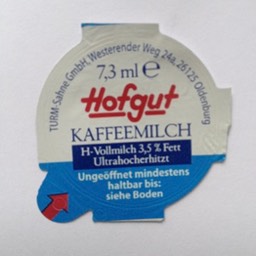 TURM-Sahne GmbH, Westerender Weg 24a, 26125 Oldenburg
7,3 ml ℮
Hofgut
KAFFEEMILCH
H-Vollmilch 3,5 % Fett
Ultrahocherhitzt
Ungeöffnet mindestens
haltbar bis:
siehe Boden